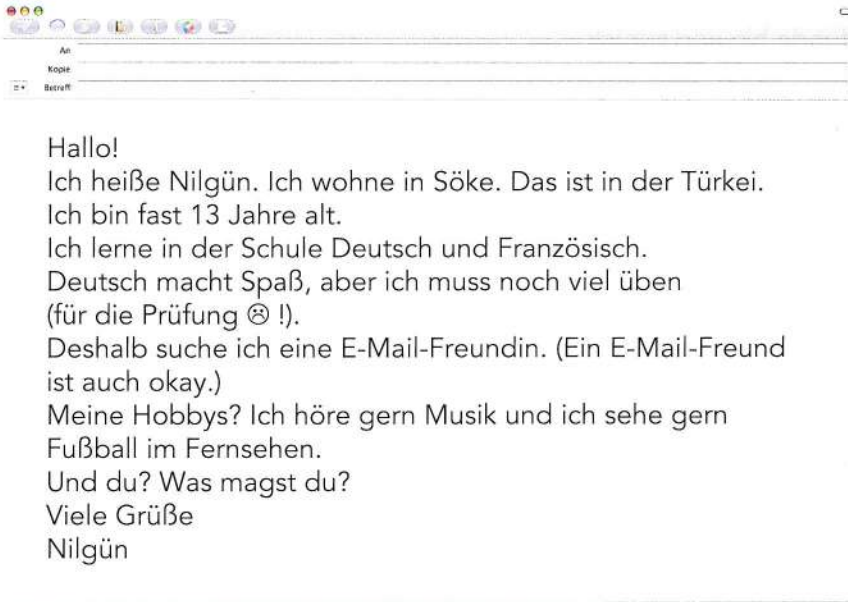 An
Kopie
Betreff
Hallo!
Ich heiße Nilgün. Ich wohne in Söke. Das ist in der Türkei.
Ich bin fast 13 Jahre alt.
Ich lerne in der Schule Deutsch und Französisch.
Deutsch macht Spaß, aber ich muss noch viel üben
(für die Prüfung ☹ !).
Deshalb suche ich eine E-Mail-Freundin. (Ein E-Mail-Freund
ist auch okay.)
Meine Hobbys? Ich höre gern Musik und ich sehe gern
Fußball im Fernsehen.
Und du? Was magst du?
Viele Grüße
Nilgün